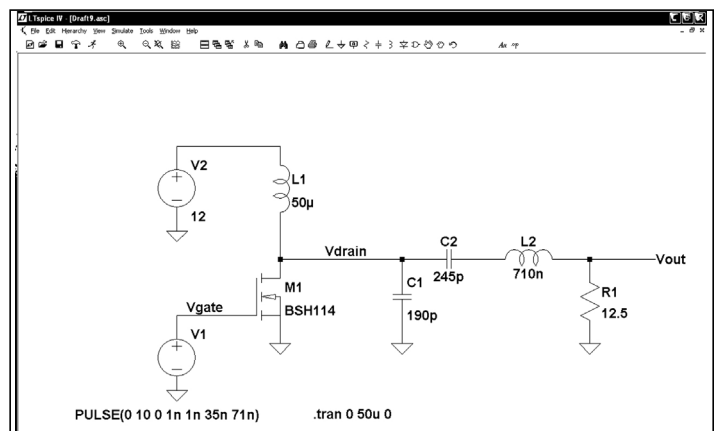 LTspice IV - [Draft9.asc]
File Edit Hierarchy View Simulate Tools Window Help
V2
12
L1
50µ
Vdrain
C2
245p
L2
710n
Vout
C1
190p
R1
12.5
M1
BSH114
Vgate
V1
PULSE(0 10 0 1n 1n 35n 71n)
.tran 0 50u 0